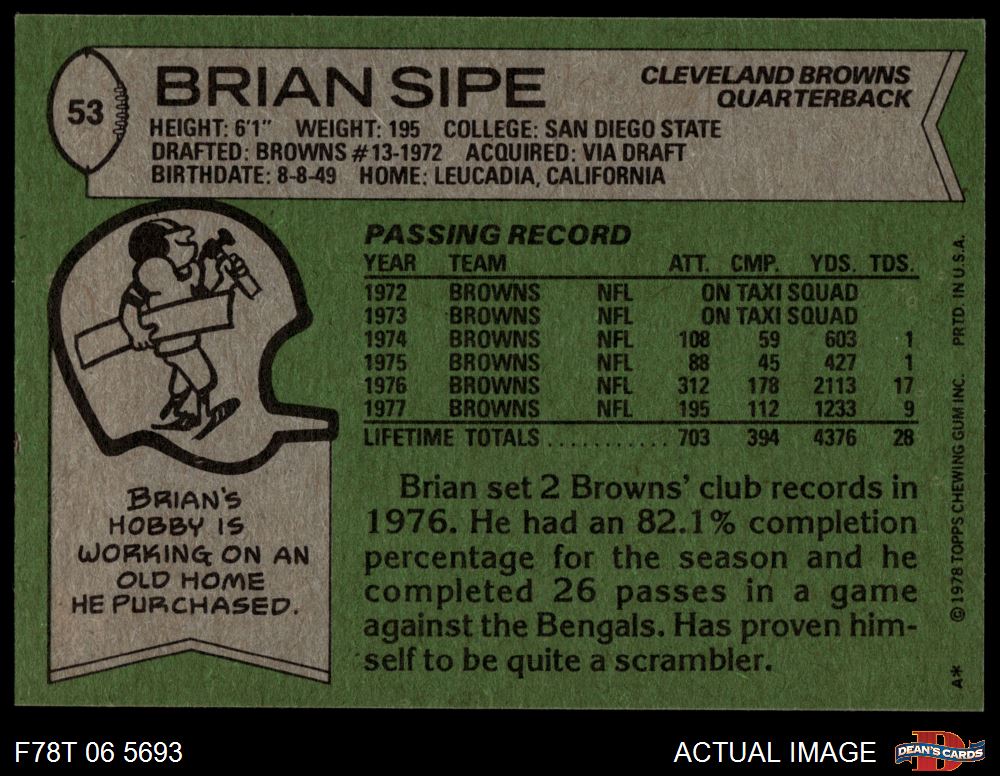 53
BRIAN SIPE
CLEVELAND BROWNS
QUARTERBACK
HEIGHT: 6'1" WEIGHT: 195 COLLEGE: SAN DIEGO STATE
DRAFTED: BROWNS #13-1972 ACQUIRED: VIA DRAFT
BIRTHDATE: 8-8-49 HOME: LEUCADIA, CALIFORNIA
PASSING RECORD
YEAR TEAM ATT. CMP. YDS. TDS.
1972 BROWNS NFL ON TAXI SQUAD
1973 BROWNS NFL ON TAXI SQUAD
1974 BROWNS NFL 108 59 603 1
1975 BROWNS NFL 88 45 427 1
1976 BROWNS NFL 312 178 2113 17
1977 BROWNS NFL 195 112 1233 9
LIFETIME TOTALS ........... 703 394 4376 28
BRIAN'S
HOBBY IS
WORKING ON AN
OLD HOME
HE PURCHASED.
Brian set 2 Browns' club records in
1976. He had an 82.1% completion
percentage for the season and he
completed 26 passes in a game
against the Bengals. Has proven him-
self to be quite a scrambler.
A* © 1978 TOPPS CHEWING GUM INC. PRTD. IN U.S.A.
F78T 06 5693
ACTUAL IMAGE
D
DEAN'S CARDS